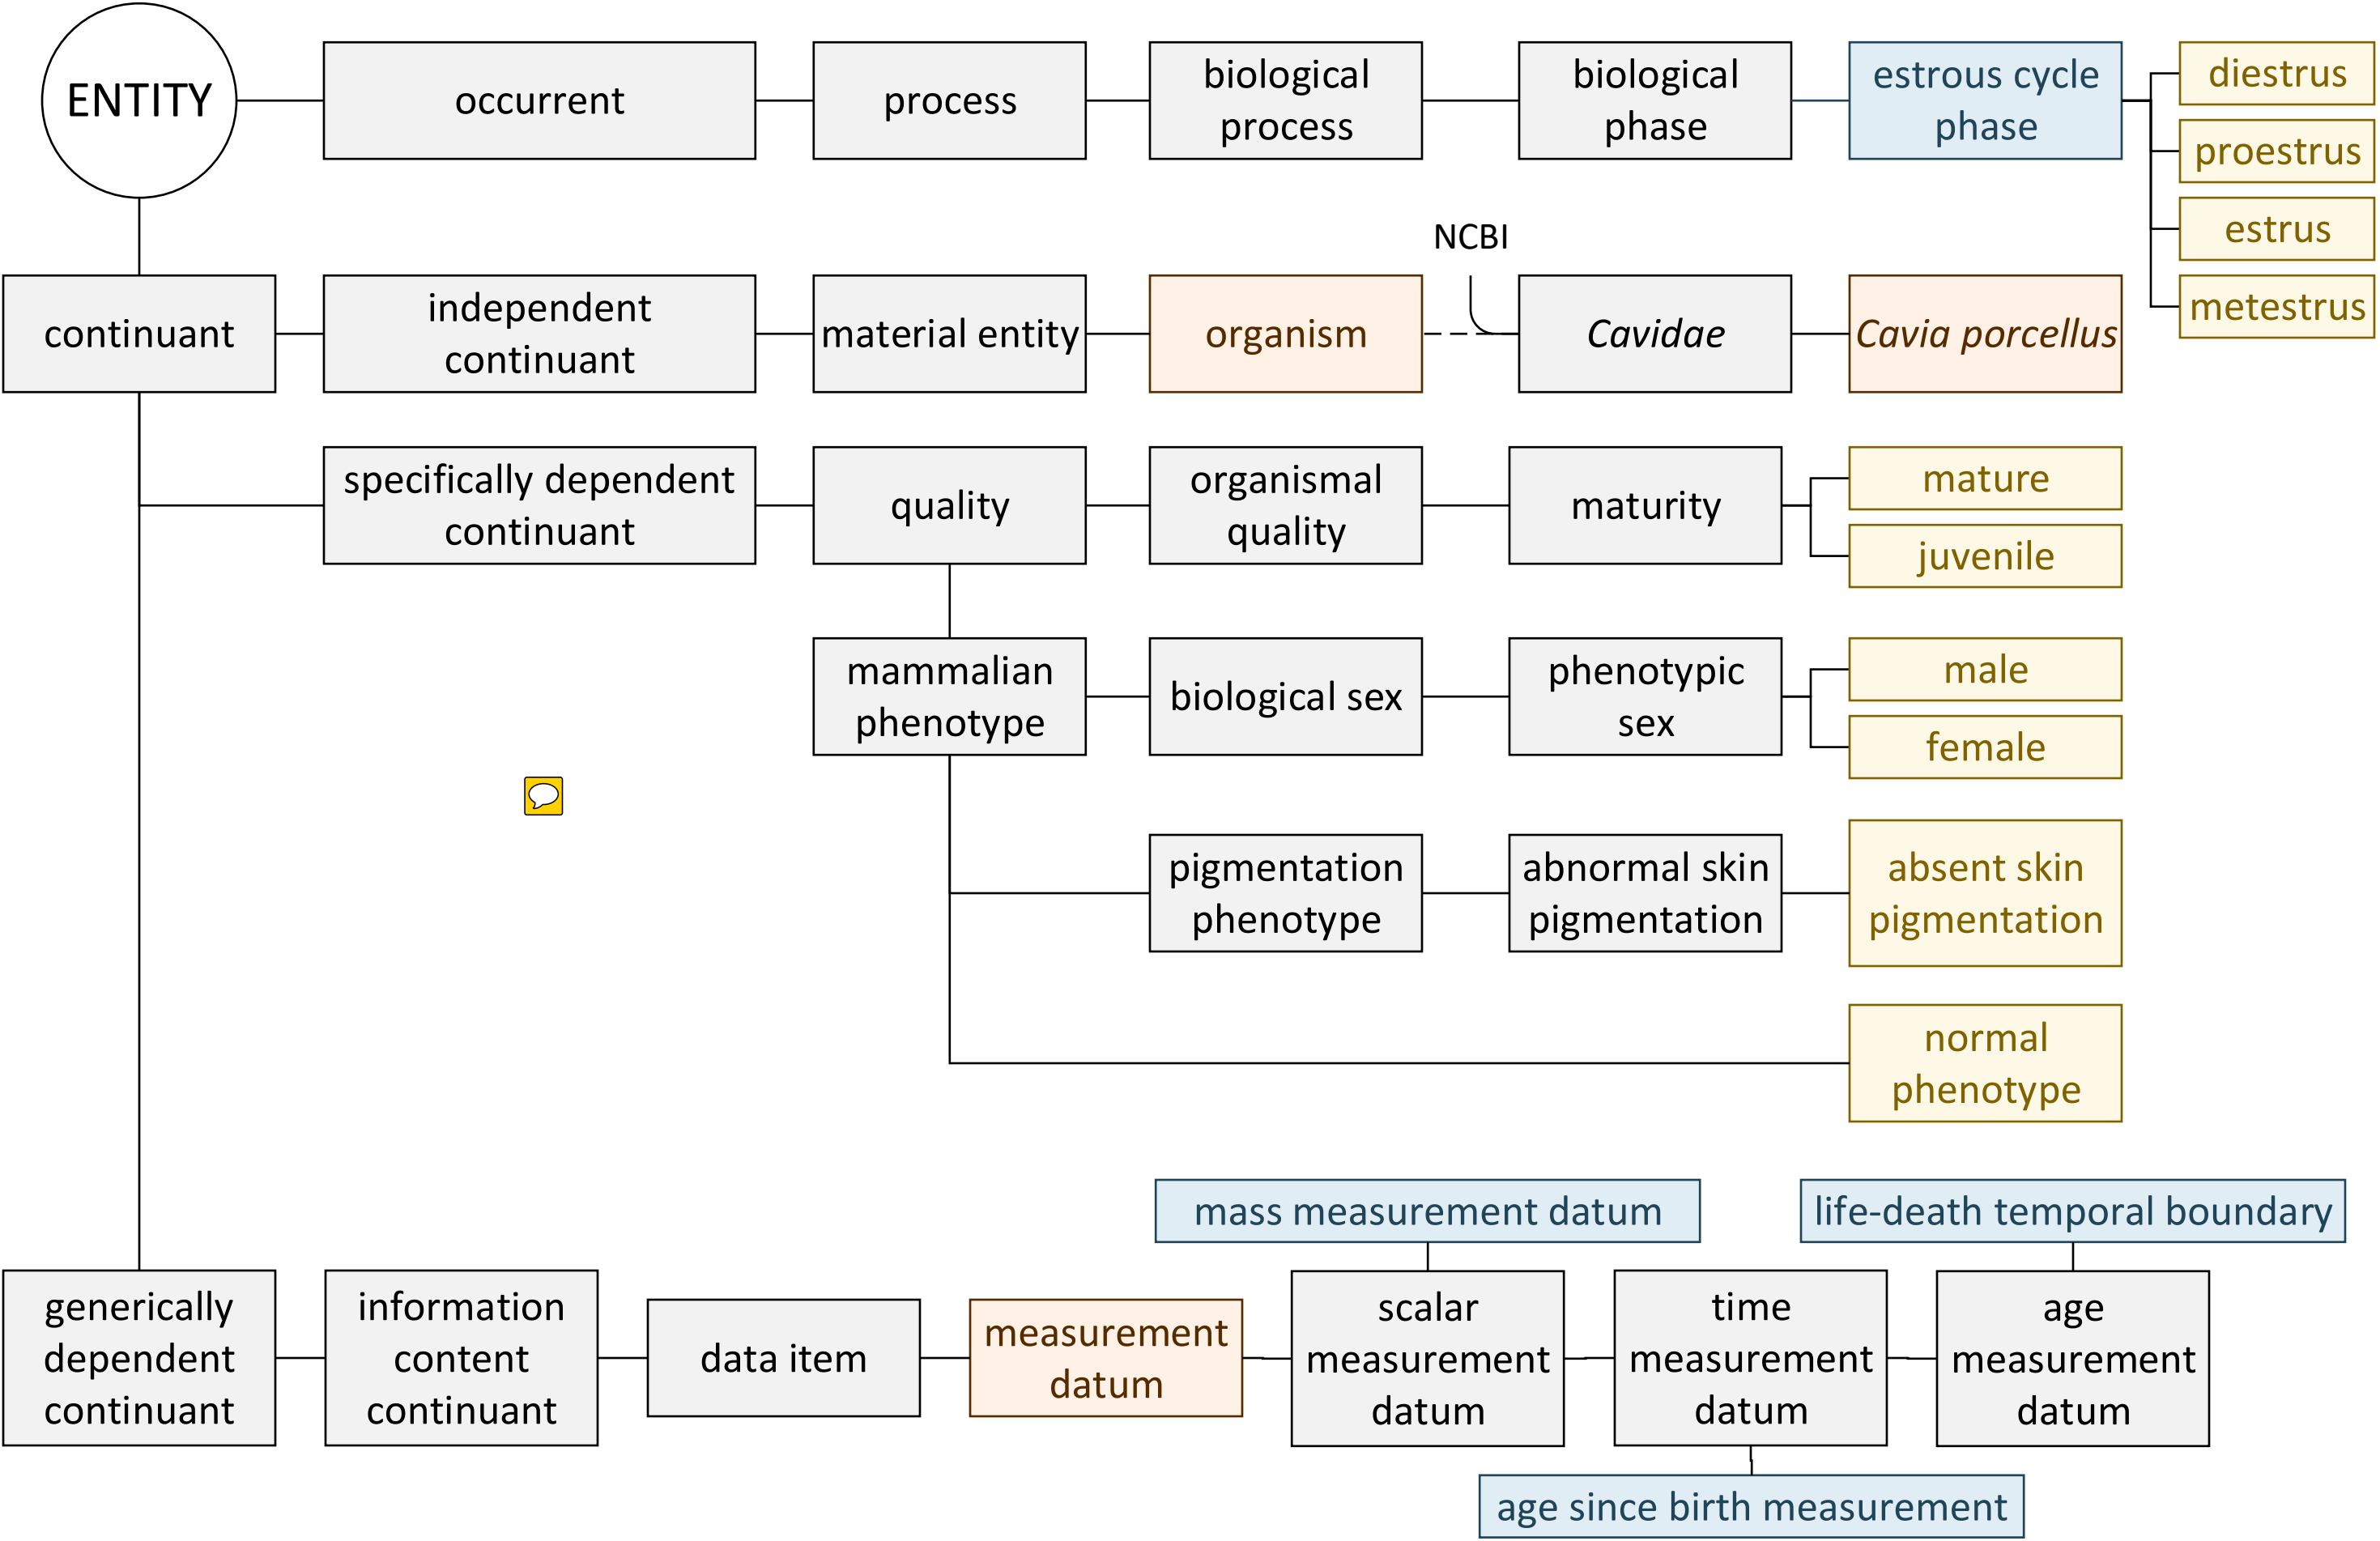 ENTITY
occurrent
process
biological
process
biological
phase
estrous cycle
phase
diestrus
proestrus
estrus
metestrus
NCBI
continuant
independent
continuant
material entity
organism
Cavidae
Cavia porcellus
specifically dependent
continuant
quality
organismal
quality
maturity
mature
juvenile
mammalian
phenotype
biological sex
phenotypic
sex
male
female
pigmentation
phenotype
abnormal skin
pigmentation
absent skin
pigmentation
normal
phenotype
mass measurement datum
life-death temporal boundary
generically
dependent
continuant
information
content
continuant
data item
measurement
datum
scalar
measurement
datum
time
measurement
datum
age
measurement
datum
age since birth measurement